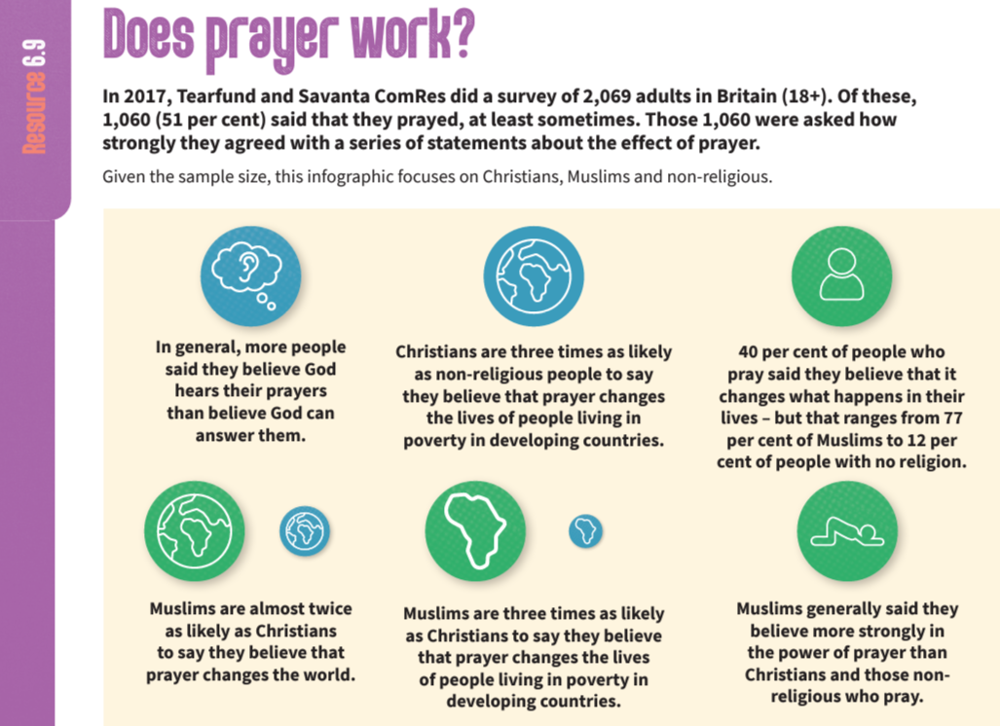 Resource 6.9
Does prayer work?
In 2017, Tearfund and Savanta ComRes did a survey of 2,069 adults in Britain (18+). Of these,
1,060 (51 per cent) said that they prayed, at least sometimes. Those 1,060 were asked how
strongly they agreed with a series of statements about the effect of prayer.
Given the sample size, this infographic focuses on Christians, Muslims and non-religious.
In general, more people
said they believe God
hears their prayers
than believe God can
answer them.
Christians are three times as likely
as non-religious people to say
they believe that prayer changes
the lives of people living in
poverty in developing countries.
40 per cent of people who
pray said they believe that it
changes what happens in their
lives – but that ranges from 77
per cent of Muslims to 12 per
cent of people with no religion.
Muslims are almost twice
as likely as Christians
to say they believe that
prayer changes the world.
Muslims are three times as likely
as Christians to say they believe
that prayer changes the lives
of people living in poverty in
developing countries.
Muslims generally said they
believe more strongly in
the power of prayer than
Christians and those non-
religious who pray.